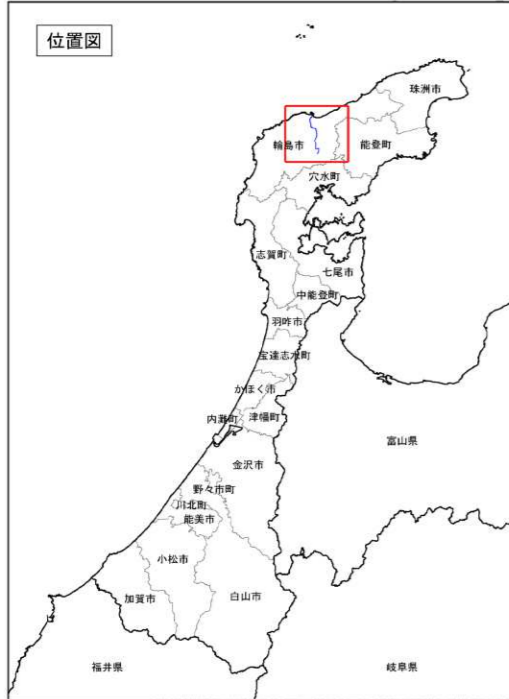 位置図
珠洲市
輪島市
能登町
穴水町
志賀町
七尾市
中能登町
羽咋市
宝達志水町
かほく市
内灘町
津幡町
金沢市
富山県
野々市町
川北町
能美市
小松市
加賀市
白山市
福井県
岐阜県